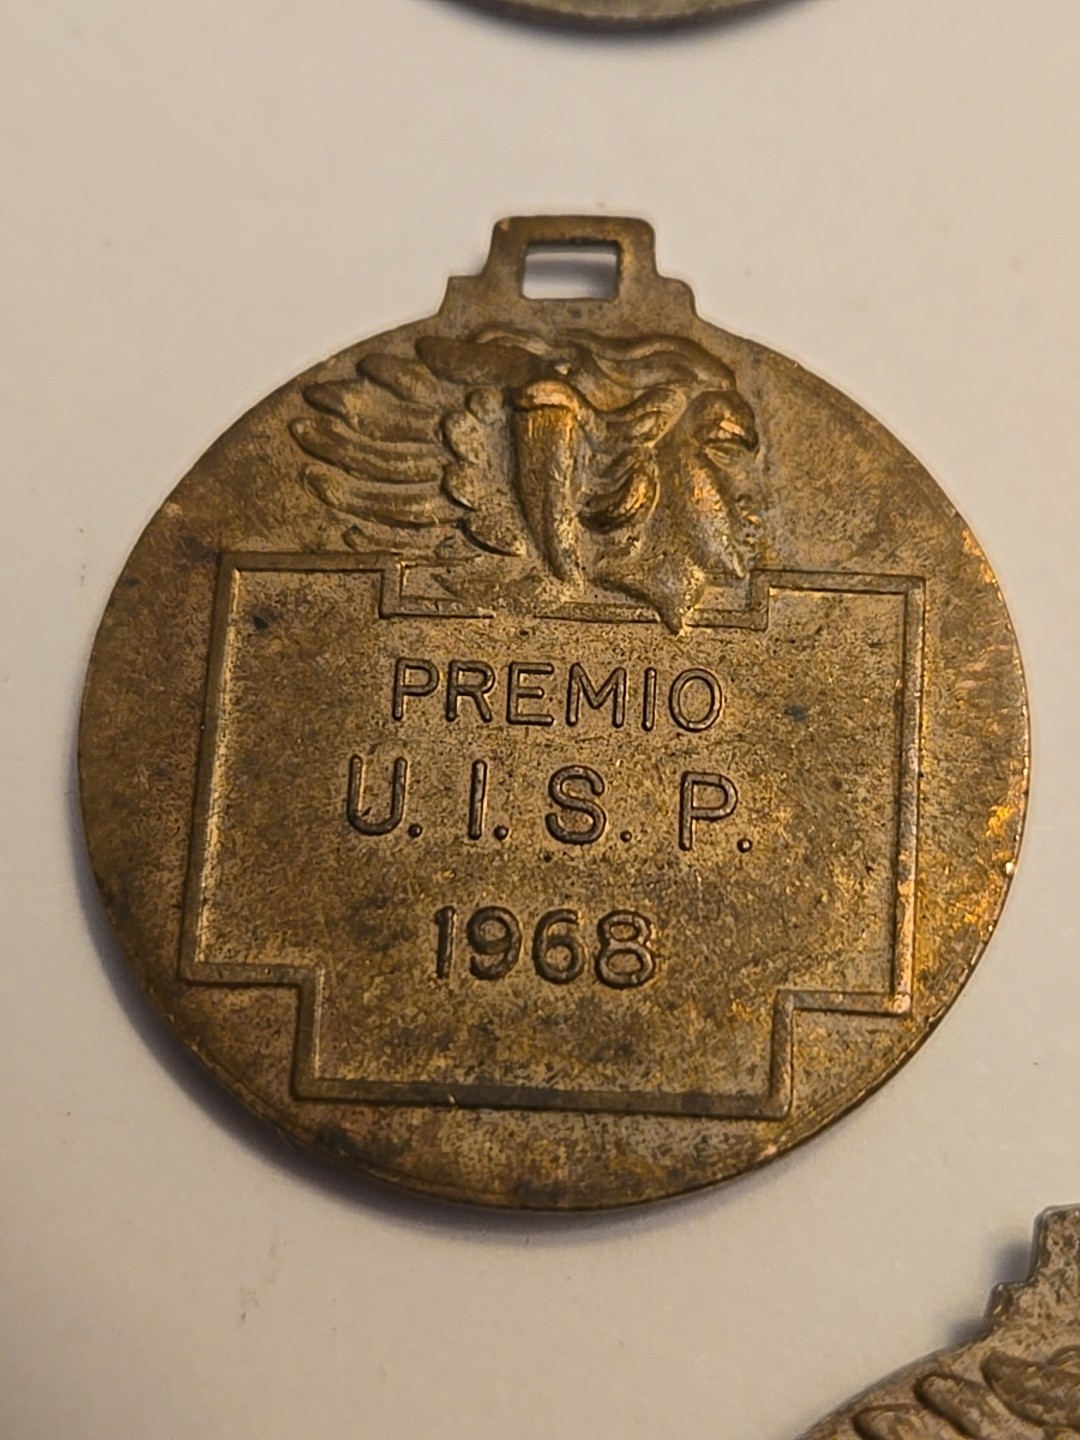 PREMIO
U. I. S. P.
1968